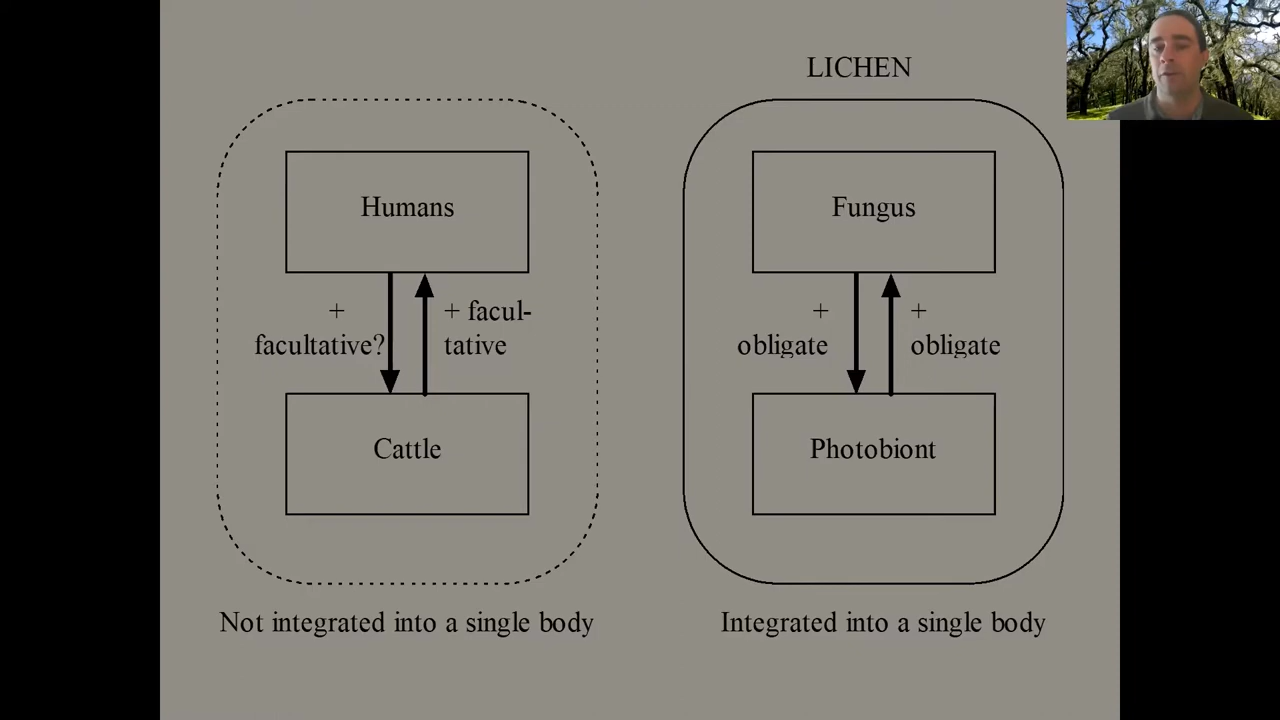 LICHEN
Humans
Fungus
+
facultative?
+ facul-
tative
+
obligate
+
obligate
Cattle
Photobiont
Not integrated into a single body
Integrated into a single body